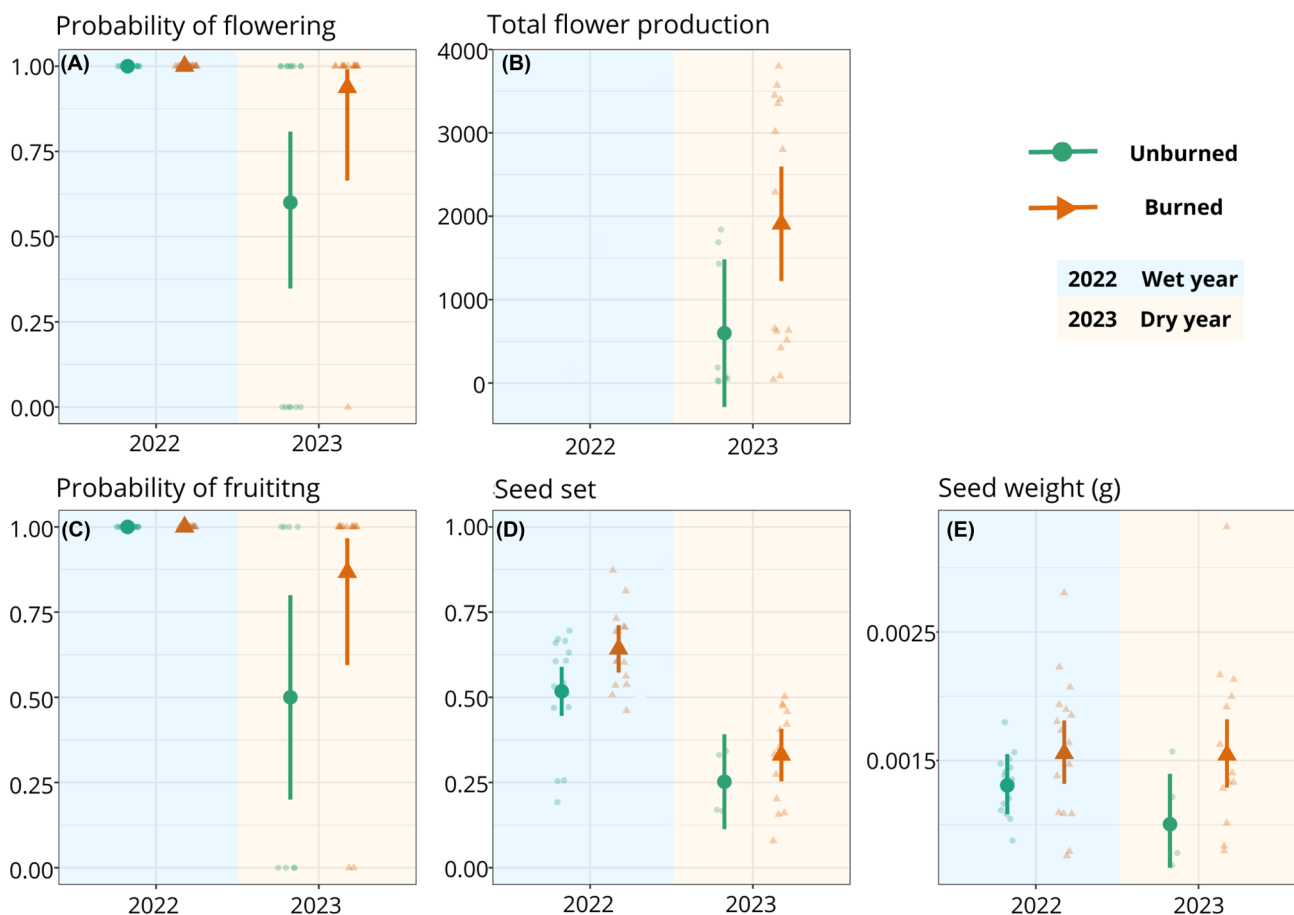 Probability of flowering
(A)
1.00
0.75
0.50
0.25
0.00
2022 2023
Total flower production
(B)
4000
3000
2000
1000
0
2022 2023
Unburned
Burned
2022 Wet year
2023 Dry year
Probability of fruititng
(C)
1.00
0.75
0.50
0.25
0.00
2022 2023
Seed set
(D)
1.00
0.75
0.50
0.25
0.00
2022 2023
Seed weight (g)
(E)
0.0025
0.0015
2022 2023